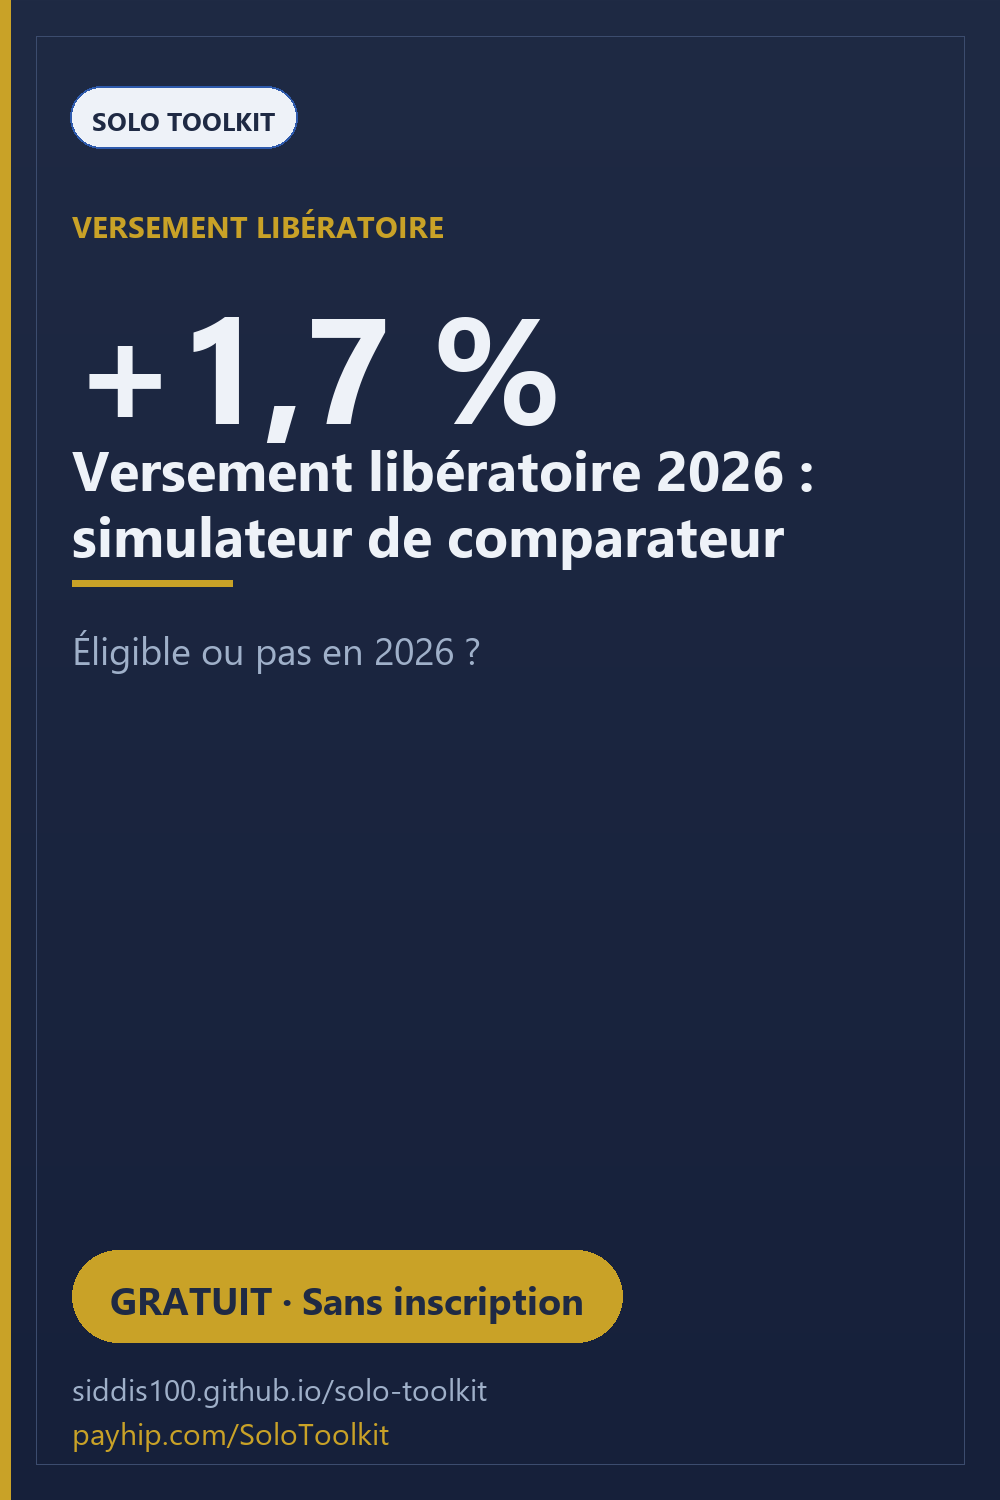 SOLO TOOLKIT
VERSEMENT LIBÉRATOIRE
+1,7 %
Versement libératoire 2026 :
simulateur de comparateur
Éligible ou pas en 2026 ?
GRATUIT · Sans inscription
siddis100.github.io/solo-toolkit
payhip.com/SoloToolkit